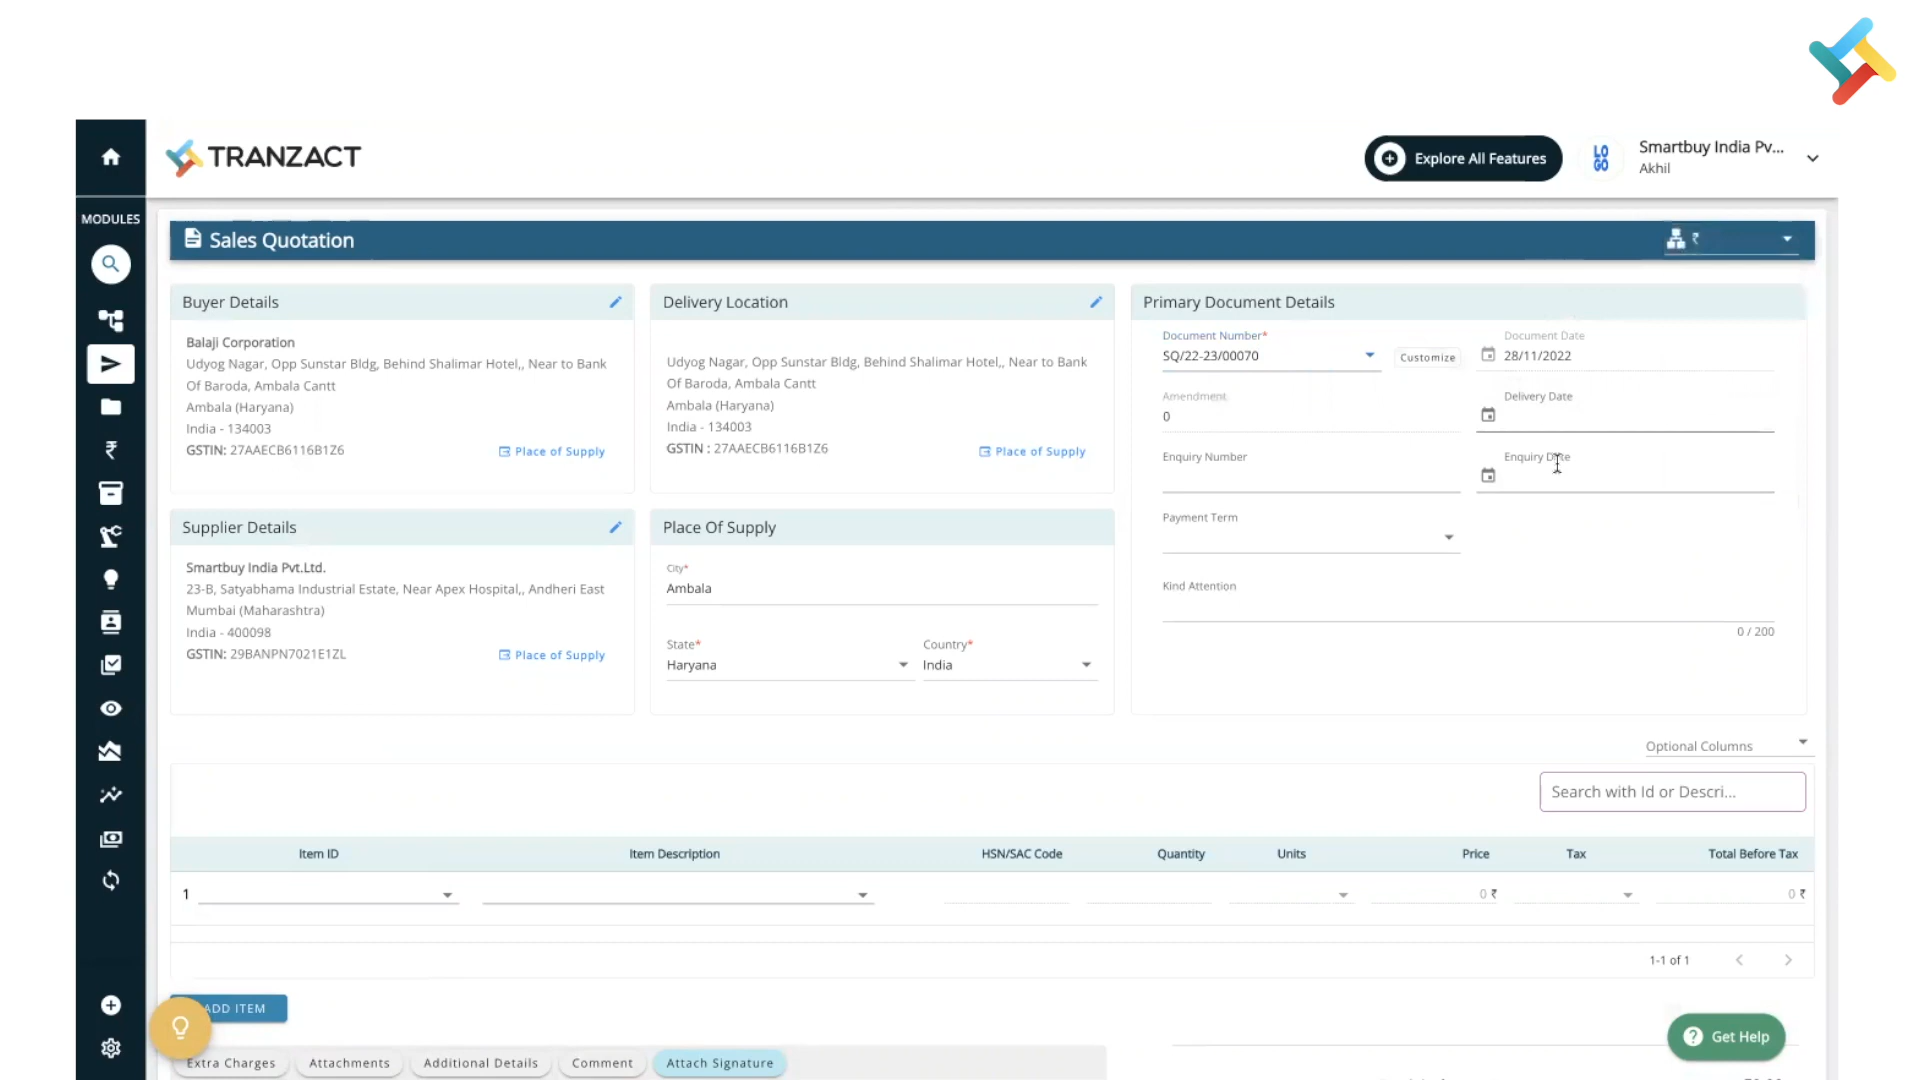 TRANZACT
Explore All Features
LO
GO
Smartbuy India Pv...
Akhil
MODULES
Sales Quotation
₹
Buyer Details
Balaji Corporation
Udyog Nagar, Opp Sunstar Bldg, Behind Shalimar Hotel,, Near to Bank
Of Baroda, Ambala Cantt
Ambala (Haryana)
India - 134003
GSTIN: 27AAECB6116B1Z6
Place of Supply
Delivery Location
Udyog Nagar, Opp Sunstar Bldg, Behind Shalimar Hotel,, Near to Bank
Of Baroda, Ambala Cantt
Ambala (Haryana)
India - 134003
GSTIN : 27AAECB6116B1Z6
Place of Supply
Primary Document Details
Document Number*
SQ/22-23/00070
Customize
Document Date
28/11/2022
Amendment
0
Delivery Date
Enquiry Number
Enquiry Date
Payment Term
Kind Attention
0 / 200
Supplier Details
Smartbuy India Pvt.Ltd.
23-B, Satyabhama Industrial Estate, Near Apex Hospital,, Andheri East
Mumbai (Maharashtra)
India - 400098
GSTIN: 29BANPN7021E1ZL
Place of Supply
Place Of Supply
City*
Ambala
State*
Haryana
Country*
India
Optional Columns
Search with Id or Descri...
Item ID Item Description HSN/SAC Code Quantity Units Price Tax Total Before Tax
1 0 ₹ 0 ₹
1-1 of 1
ADD ITEM
Extra Charges Attachments Additional Details Comment Attach Signature
Get Help